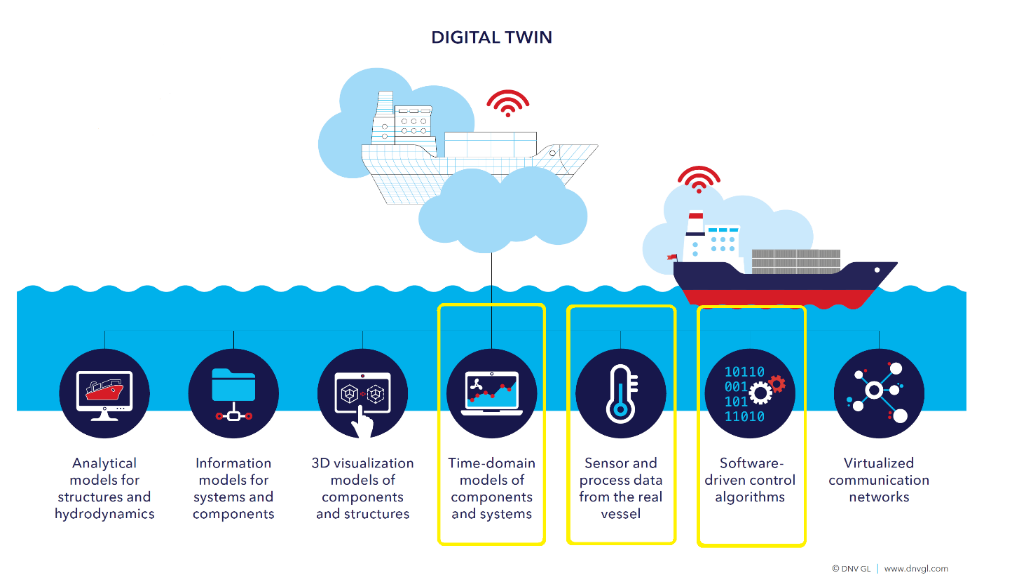 DIGITAL TWIN
10110
001
101
11010
Analytical
models for
structures and
hydrodynamics
Information
models for
systems and
components
3D visualization
models of
components
and structures
Time-domain
models of
components
and systems
Sensor and
process data
from the real
vessel
Software-
driven control
algorithms
Virtualized
communication
networks
© DNV GL | www.dnvgl.com